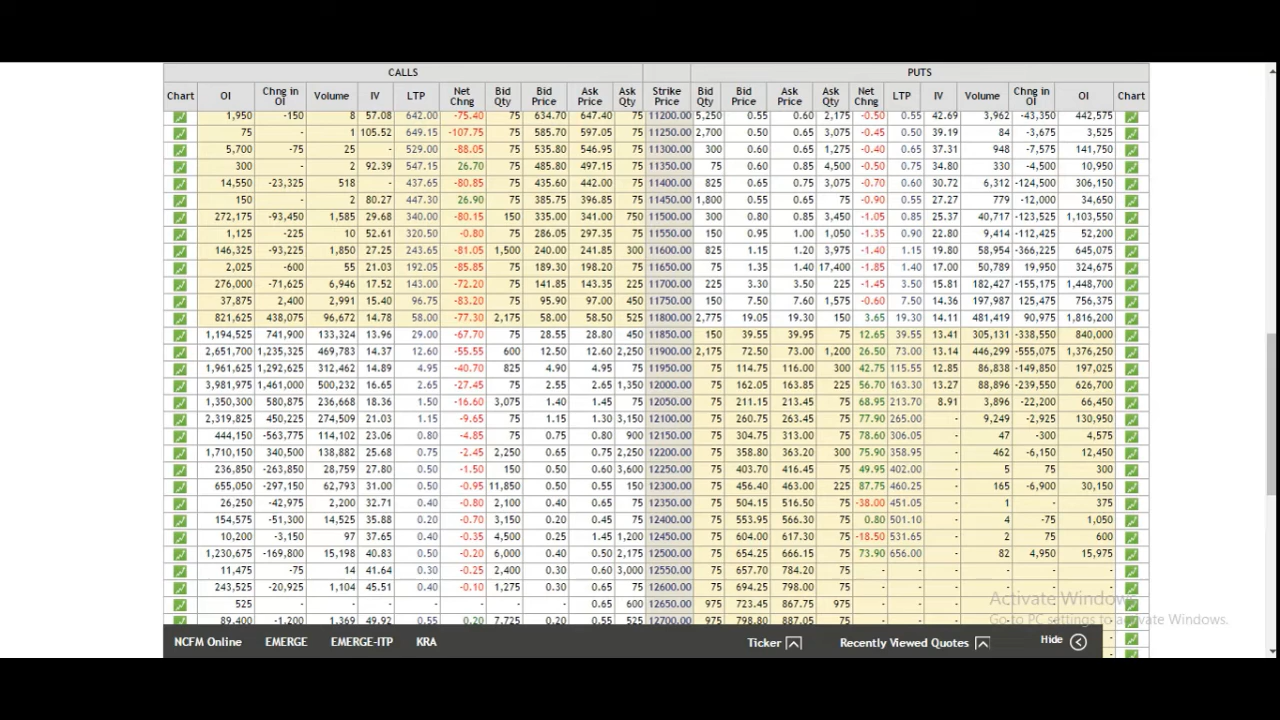 CALLS PUTS
Chart OI Chng in OI Volume IV LTP Net Chng Bid Qty Bid Price Ask Price Ask Qty Strike Price Bid Qty Bid Price Ask Price Ask Qty Net Chng LTP IV Volume Chng in OI OI Chart
1,950 -150 8 57.08 642.00 -75.40 75 634.70 647.40 75 11200.00 5,250 0.55 0.60 2,175 -0.50 0.55 42.69 3,962 -43,350 442,575
75 - 1 105.52 649.15 -107.75 75 585.70 597.05 75 11250.00 2,700 0.50 0.65 3,075 -0.45 0.50 39.19 84 -3,675 3,525
5,700 -75 25 - 529.00 -88.05 75 535.80 546.95 75 11300.00 300 0.60 0.65 1,275 -0.40 0.65 37.31 948 -7,575 141,750
300 - 2 92.39 547.15 26.70 75 485.80 497.15 75 11350.00 75 0.60 0.85 4,500 0.50 0.75 34.80 330 -4,500 10,950
14,550 -23,325 518 - 437.65 -80.85 75 435.60 442.00 75 11400.00 825 0.65 0.75 3,075 -0.70 0.60 30.72 6,312 -124,500 306,150
150 - 2 80.27 447.30 26.90 75 385.75 396.85 75 11450.00 1,800 0.55 0.65 75 -0.90 0.55 27.27 779 -12,000 34,650
272,175 -93,450 1,585 29.68 340.00 -80.15 150 335.00 341.00 750 11500.00 300 0.80 0.85 3,450 -1.05 0.85 25.37 40,717 -123,525 1,103,550
1,125 -225 10 52.61 320.50 -0.80 75 286.05 297.35 75 11550.00 150 0.95 1.00 1,050 -1.35 0.90 22.80 9,414 -112,425 52,200
146,325 -93,225 1,850 27.25 243.65 -81.05 1,500 240.00 241.85 300 11600.00 825 1.15 1.20 3,975 -1.40 1.15 19.80 58,954 -366,225 645,075
2,025 -600 55 21.03 192.05 -85.85 75 189.30 198.20 75 11650.00 75 1.35 1.40 17,400 -1.85 1.40 17.00 50,789 19,950 324,675
276,000 -71,625 6,946 17.52 143.00 -72.20 75 141.85 143.35 225 11700.00 225 3.30 3.50 225 -1.45 3.50 15.81 182,427 -155,175 1,448,700
37,875 2,400 2,991 15.40 96.75 -83.20 75 95.90 97.00 450 11750.00 150 7.50 7.60 1,575 -0.60 7.50 14.36 197,987 125,475 756,375
821,625 438,075 96,672 14.78 58.00 -77.30 2,175 58.00 58.50 525 11800.00 2,775 19.05 19.30 150 3.65 19.30 14.11 481,419 90,975 1,816,200
1,194,525 741,900 133,324 13.96 29.00 -67.70 75 28.55 28.80 450 11850.00 150 39.55 39.95 75 12.65 39.55 13.41 305,131 -338,550 840,000
2,651,700 1,235,325 469,783 14.37 12.60 -55.55 600 12.50 12.60 2,250 11900.00 2,175 72.50 73.00 1,200 26.50 73.00 13.14 446,299 -555,075 1,376,250
1,961,625 1,292,625 312,462 14.89 4.95 -40.70 825 4.90 4.95 75 11950.00 75 114.75 116.00 300 42.75 115.55 12.85 86,838 -149,850 197,025
3,981,975 1,461,000 500,232 16.65 2.65 -27.45 75 2.55 2.65 1,350 12000.00 75 162.05 163.85 225 56.70 163.30 13.27 88,896 -239,550 626,700
1,350,300 580,875 236,668 18.36 1.50 -16.60 3,075 1.40 1.45 75 12050.00 75 211.15 213.45 75 68.95 213.70 8.91 3,896 -22,200 66,450
2,319,825 450,225 274,509 21.03 1.15 -9.65 75 1.15 1.30 3,150 12100.00 75 260.75 263.45 75 77.90 265.00 - 9,249 -2,925 130,950
444,150 -563,775 114,102 23.06 0.80 -4.85 75 0.75 0.80 900 12150.00 75 304.75 313.00 75 78.60 306.05 - 47 -300 4,575
1,710,150 340,500 138,882 25.68 0.75 -2.45 2,250 0.65 0.75 2,250 12200.00 75 358.80 363.20 300 75.90 358.95 - 462 -6,150 12,450
236,850 -263,850 28,759 27.80 0.50 -1.50 150 0.50 0.60 3,600 12250.00 75 403.70 416.45 75 49.95 402.00 - 5 75 300
655,050 -297,150 62,793 31.00 0.50 -0.95 11,850 0.50 0.55 150 12300.00 75 456.40 463.00 225 87.75 460.25 - 165 -6,900 30,150
26,250 -42,975 2,200 32.71 0.40 -0.80 2,100 0.40 0.65 75 12350.00 75 504.15 516.50 75 -38.00 451.05 - 1 - 375
154,575 -51,300 14,525 35.88 0.20 -0.70 3,150 0.20 0.45 75 12400.00 75 553.95 566.30 75 0.80 501.10 - 4 -75 1,050
10,200 -3,150 97 37.65 0.40 -0.35 4,500 0.25 1.45 1,200 12450.00 75 604.00 617.30 75 -18.50 531.65 - 2 75 600
1,230,675 -169,800 15,198 40.83 0.50 -0.20 6,000 0.40 0.50 2,175 12500.00 75 654.25 666.15 75 73.90 656.00 - 82 4,950 15,975
11,475 -75 14 41.64 0.30 -0.25 2,400 0.30 0.60 3,000 12550.00 75 657.70 784.20 75 - - - - - -
243,525 -20,925 1,104 45.51 0.40 -0.10 1,275 0.30 0.65 75 12600.00 75 694.25 798.00 75 - - - - - -
525 - - - - - - - 0.65 600 12650.00 975 723.45 867.75 975 - - - - - -
89,400 -1,200 1,369 49.92 0.55 0.20 7,725 0.20 0.55 525 12700.00 975 798.80 887.05 75 - - - - - -
Activate Windows
Go to PC settings to activate Windows.
NCFM Online EMERGE EMERGE-ITP KRA Ticker Recently Viewed Quotes Hide